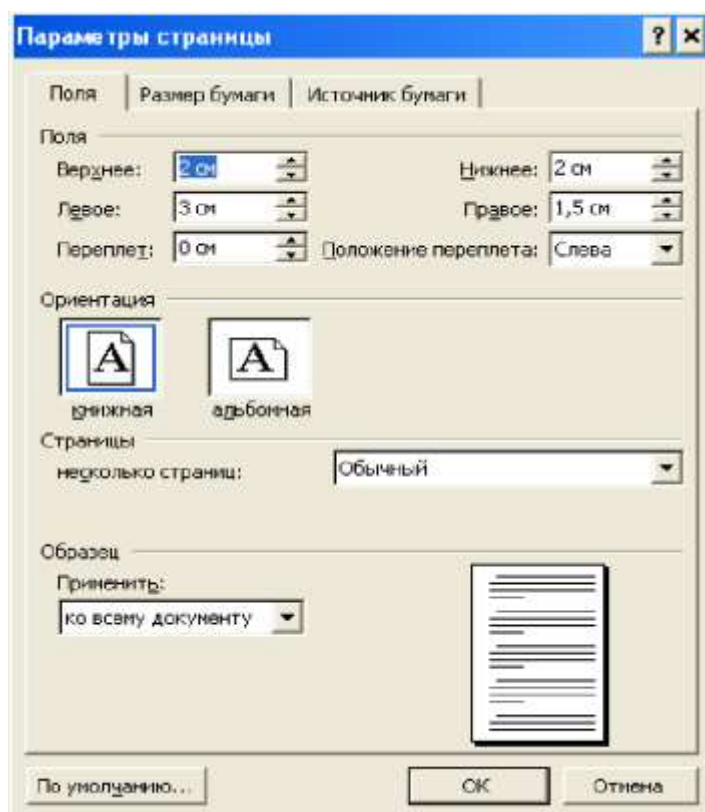 Параметры страницы ? ×
Поля Размер бумаги Источник бумаги
Поля
Верхнее: 2 см Нижнее: 2 см
Левое: 3 см Правое: 1,5 см
Переплет: 0 см Положение переплета: Слева
Ориентация
A A
книжная альбомная
Страницы
несколько страниц: Обычный
Образец
Применить:
ко всему документу
По умолчанию... ОК Отмена